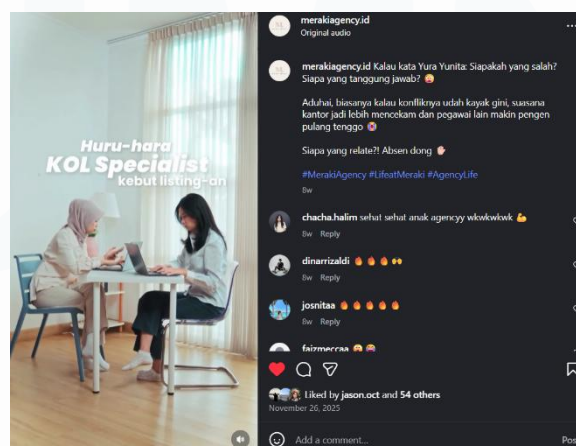 Huru-hara
KOL Specialist
kebut listing-an
merakiagency.id
Original audio
merakiagency.id Kalau kata Yura Yunita: Siapakah yang salah?
Siapa yang tanggung jawab?
Aduhai, biasanya kalau konfliknya udah kayak gini, suasana
kantor jadi lebih mencekam dan pegawai lain makin pengen
pulang tenggo
Siapa yang relate?! Absen dong
#MerakiAgency #LifeatMeraki #AgencyLife
8w
chacha.halim sehat sehat anak agencyy wkwkwkwk
8w Reply
dinarrizaldi
8w Reply
josnitaa
8w Reply
faizmeccaa
Liked by jason.oct and 54 others
November 26, 2025
Add a comment...
Pos